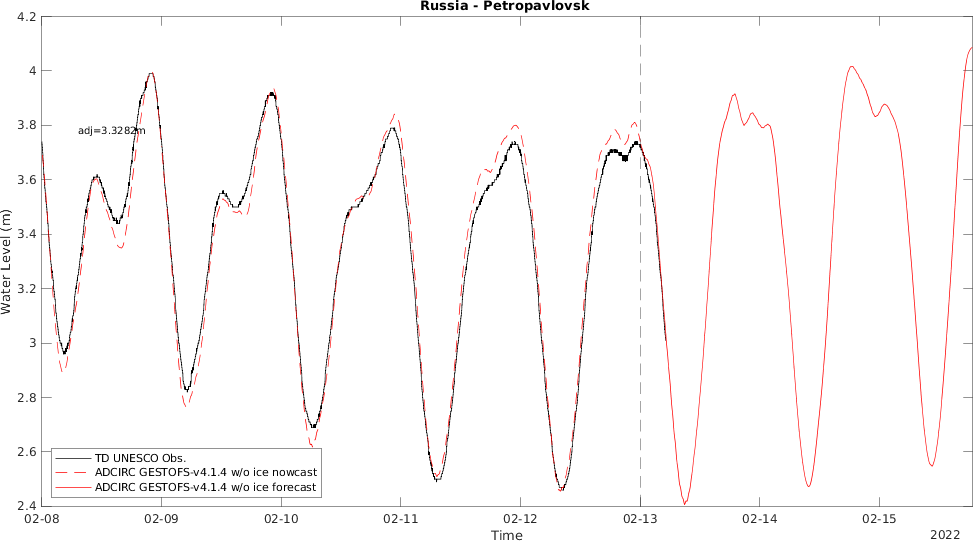 Russia - Petropavlovsk
4.2
4
3.8
3.6
3.4
3.2
3
2.8
2.6
2.4
Water Level (m)
adj=3.3282m
TD UNESCO Obs.
ADCIRC GESTOFS-v4.1.4 w/o ice nowcast
ADCIRC GESTOFS-v4.1.4 w/o ice forecast
02-08 02-09 02-10 02-11 02-12 02-13 02-14 02-15
Time
2022